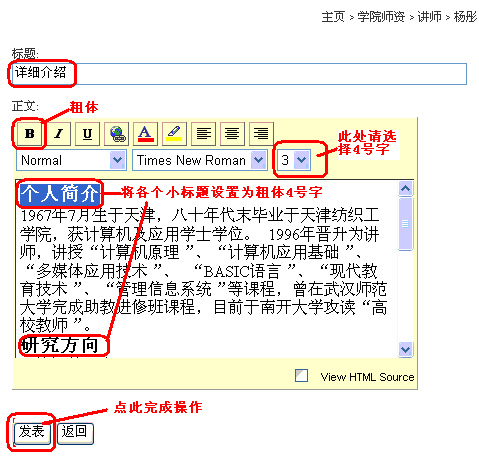 主页 > 学院师资 > 讲师 > 杨彤
标题:
详细介绍
正文:
粗体
B I U A
此处请选
择4号字
Normal Times New Roman 3
个人简介
将各个小标题设置为粗体4号字
1967年7月生于天津，八十年代末毕业于天津纺织工
学院，获计算机及应用学士学位。 1996年晋升为讲
师，讲授“计算机原理”、“计算机应用基础”、
“多媒体应用技术”、 “BASIC语言”、“现代教
育技术”、“管理信息系统”等课程，曾在武汉师范
大学完成助教进修班课程，目前于南开大学攻读“高
校教师”。
研究方向
View HTML Source
点此完成操作
发表 返回